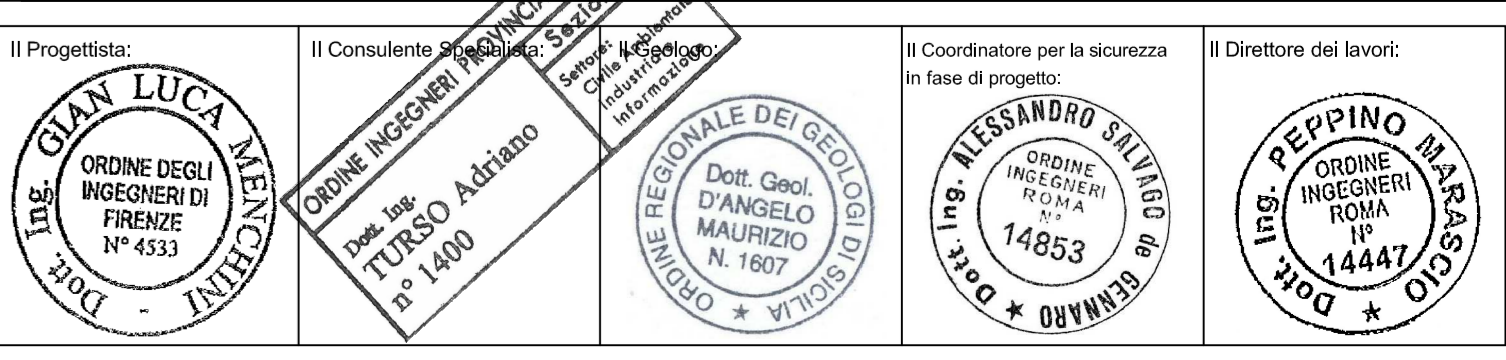 Il Progettista:
Dott. Ing. GIAN LUCA MENCHINI -
ORDINE DEGLI
INGEGNERI DI
FIRENZE
N° 4533
Il Consulente Specialista:
ORDINE INGEGNERI PROVINCIA
Sezio
Settore:
Civile Ambientale
Industriale
Informazione
Dott. Ing.
TURSO Adriano
n° 1400
Il Geologo:
ORDINE REGIONALE DEI GEOLOGI DI SICILIA ★
Dott. Geol.
D'ANGELO
MAURIZIO
N. 1607
Il Coordinatore per la sicurezza
in fase di progetto:
Dott. Ing. ALESSANDRO SALVAGO de GENNARO ★
ORDINE
INGEGNERI
ROMA
N°
14853
Il Direttore dei lavori:
Dott. Ing. PEPPINO MARASCIO ★
ORDINE
INGEGNERI
ROMA
N°
14447